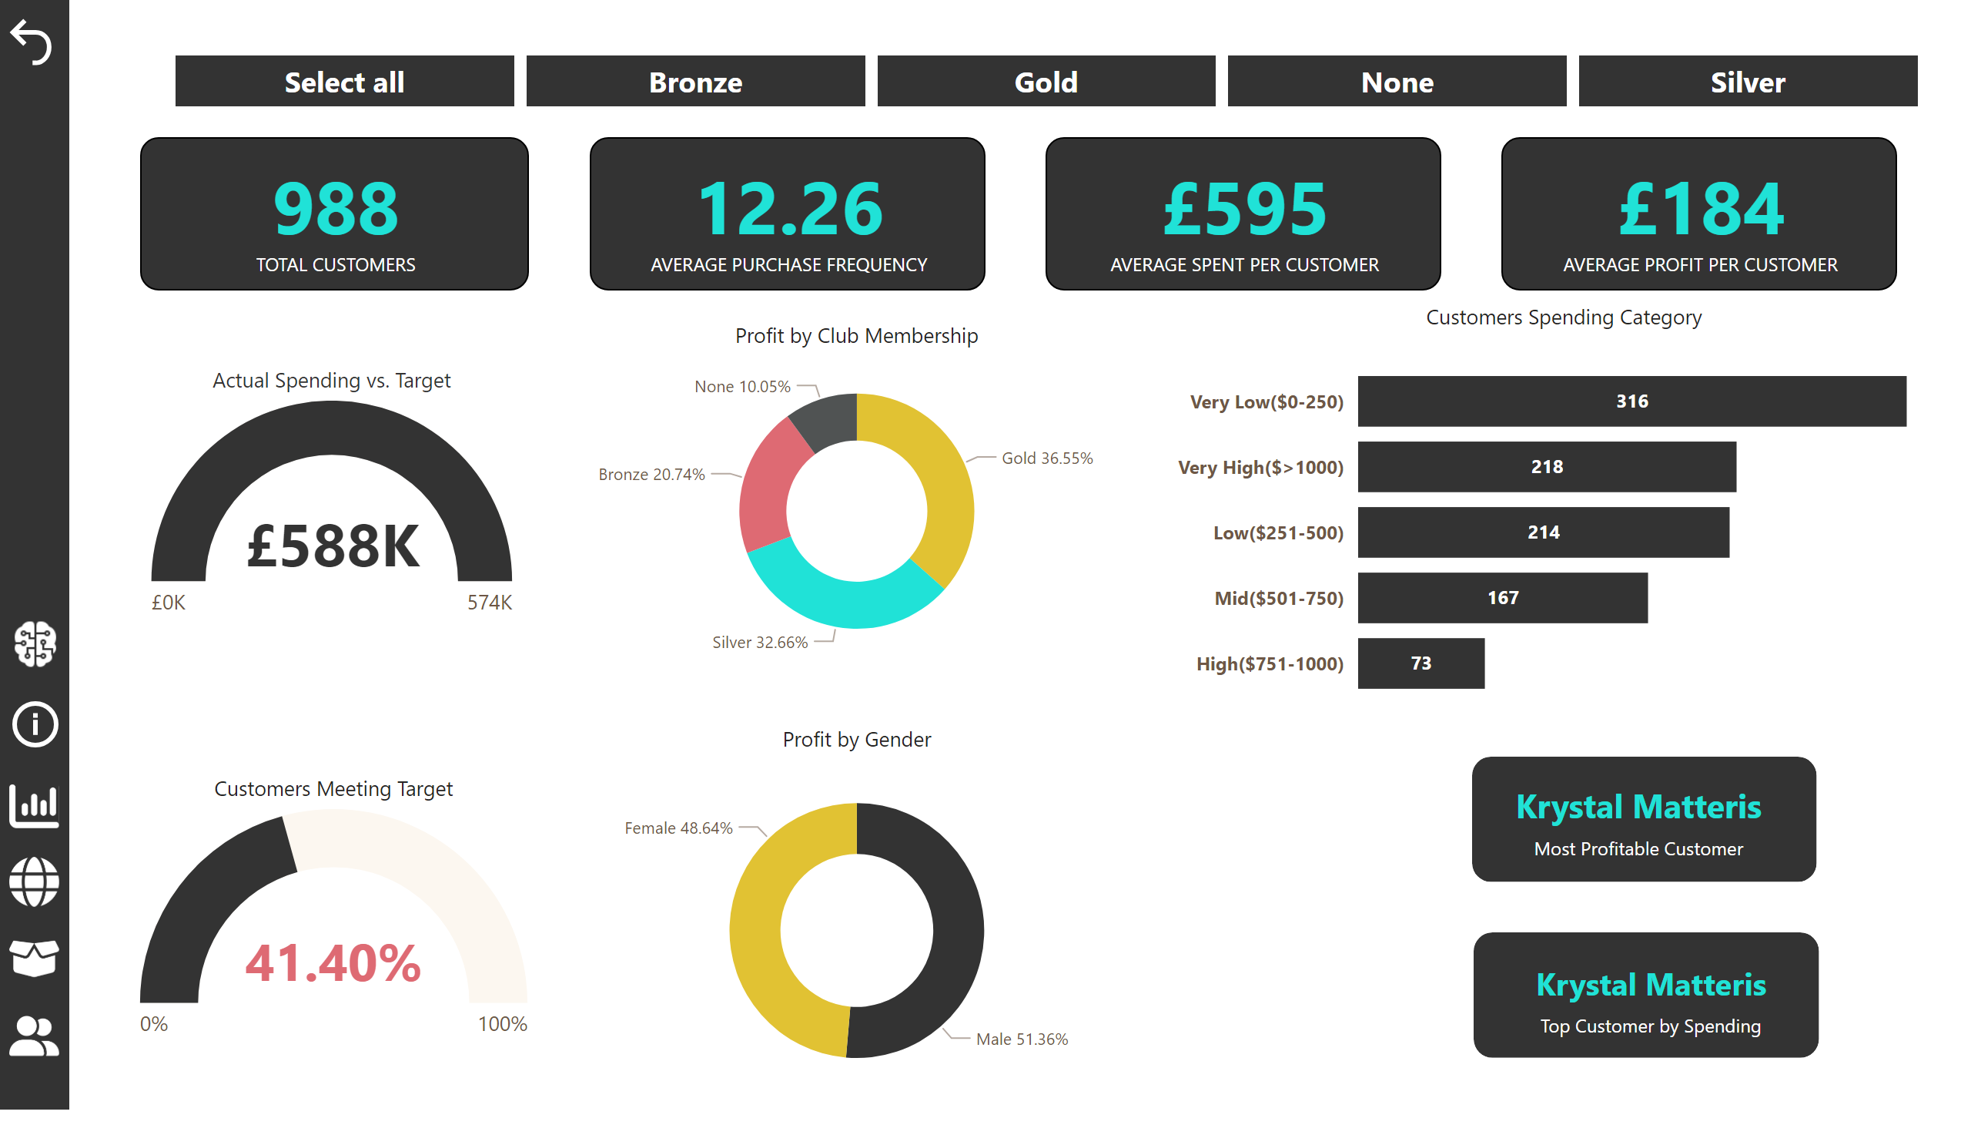 Select all
Bronze
Gold
None
Silver
988
TOTAL CUSTOMERS
12.26
AVERAGE PURCHASE FREQUENCY
£595
AVERAGE SPENT PER CUSTOMER
£184
AVERAGE PROFIT PER CUSTOMER
Actual Spending vs. Target
£588K
£0K
574K
Profit by Club Membership
None 10.05%
Gold 36.55%
Bronze 20.74%
Silver 32.66%
Customers Spending Category
Very Low($0-250)
316
Very High($>1000)
218
Low($251-500)
214
Mid($501-750)
167
High($751-1000)
73
Customers Meeting Target
41.40%
0%
100%
Profit by Gender
Female 48.64%
Male 51.36%
Krystal Matteris
Most Profitable Customer
Krystal Matteris
Top Customer by Spending